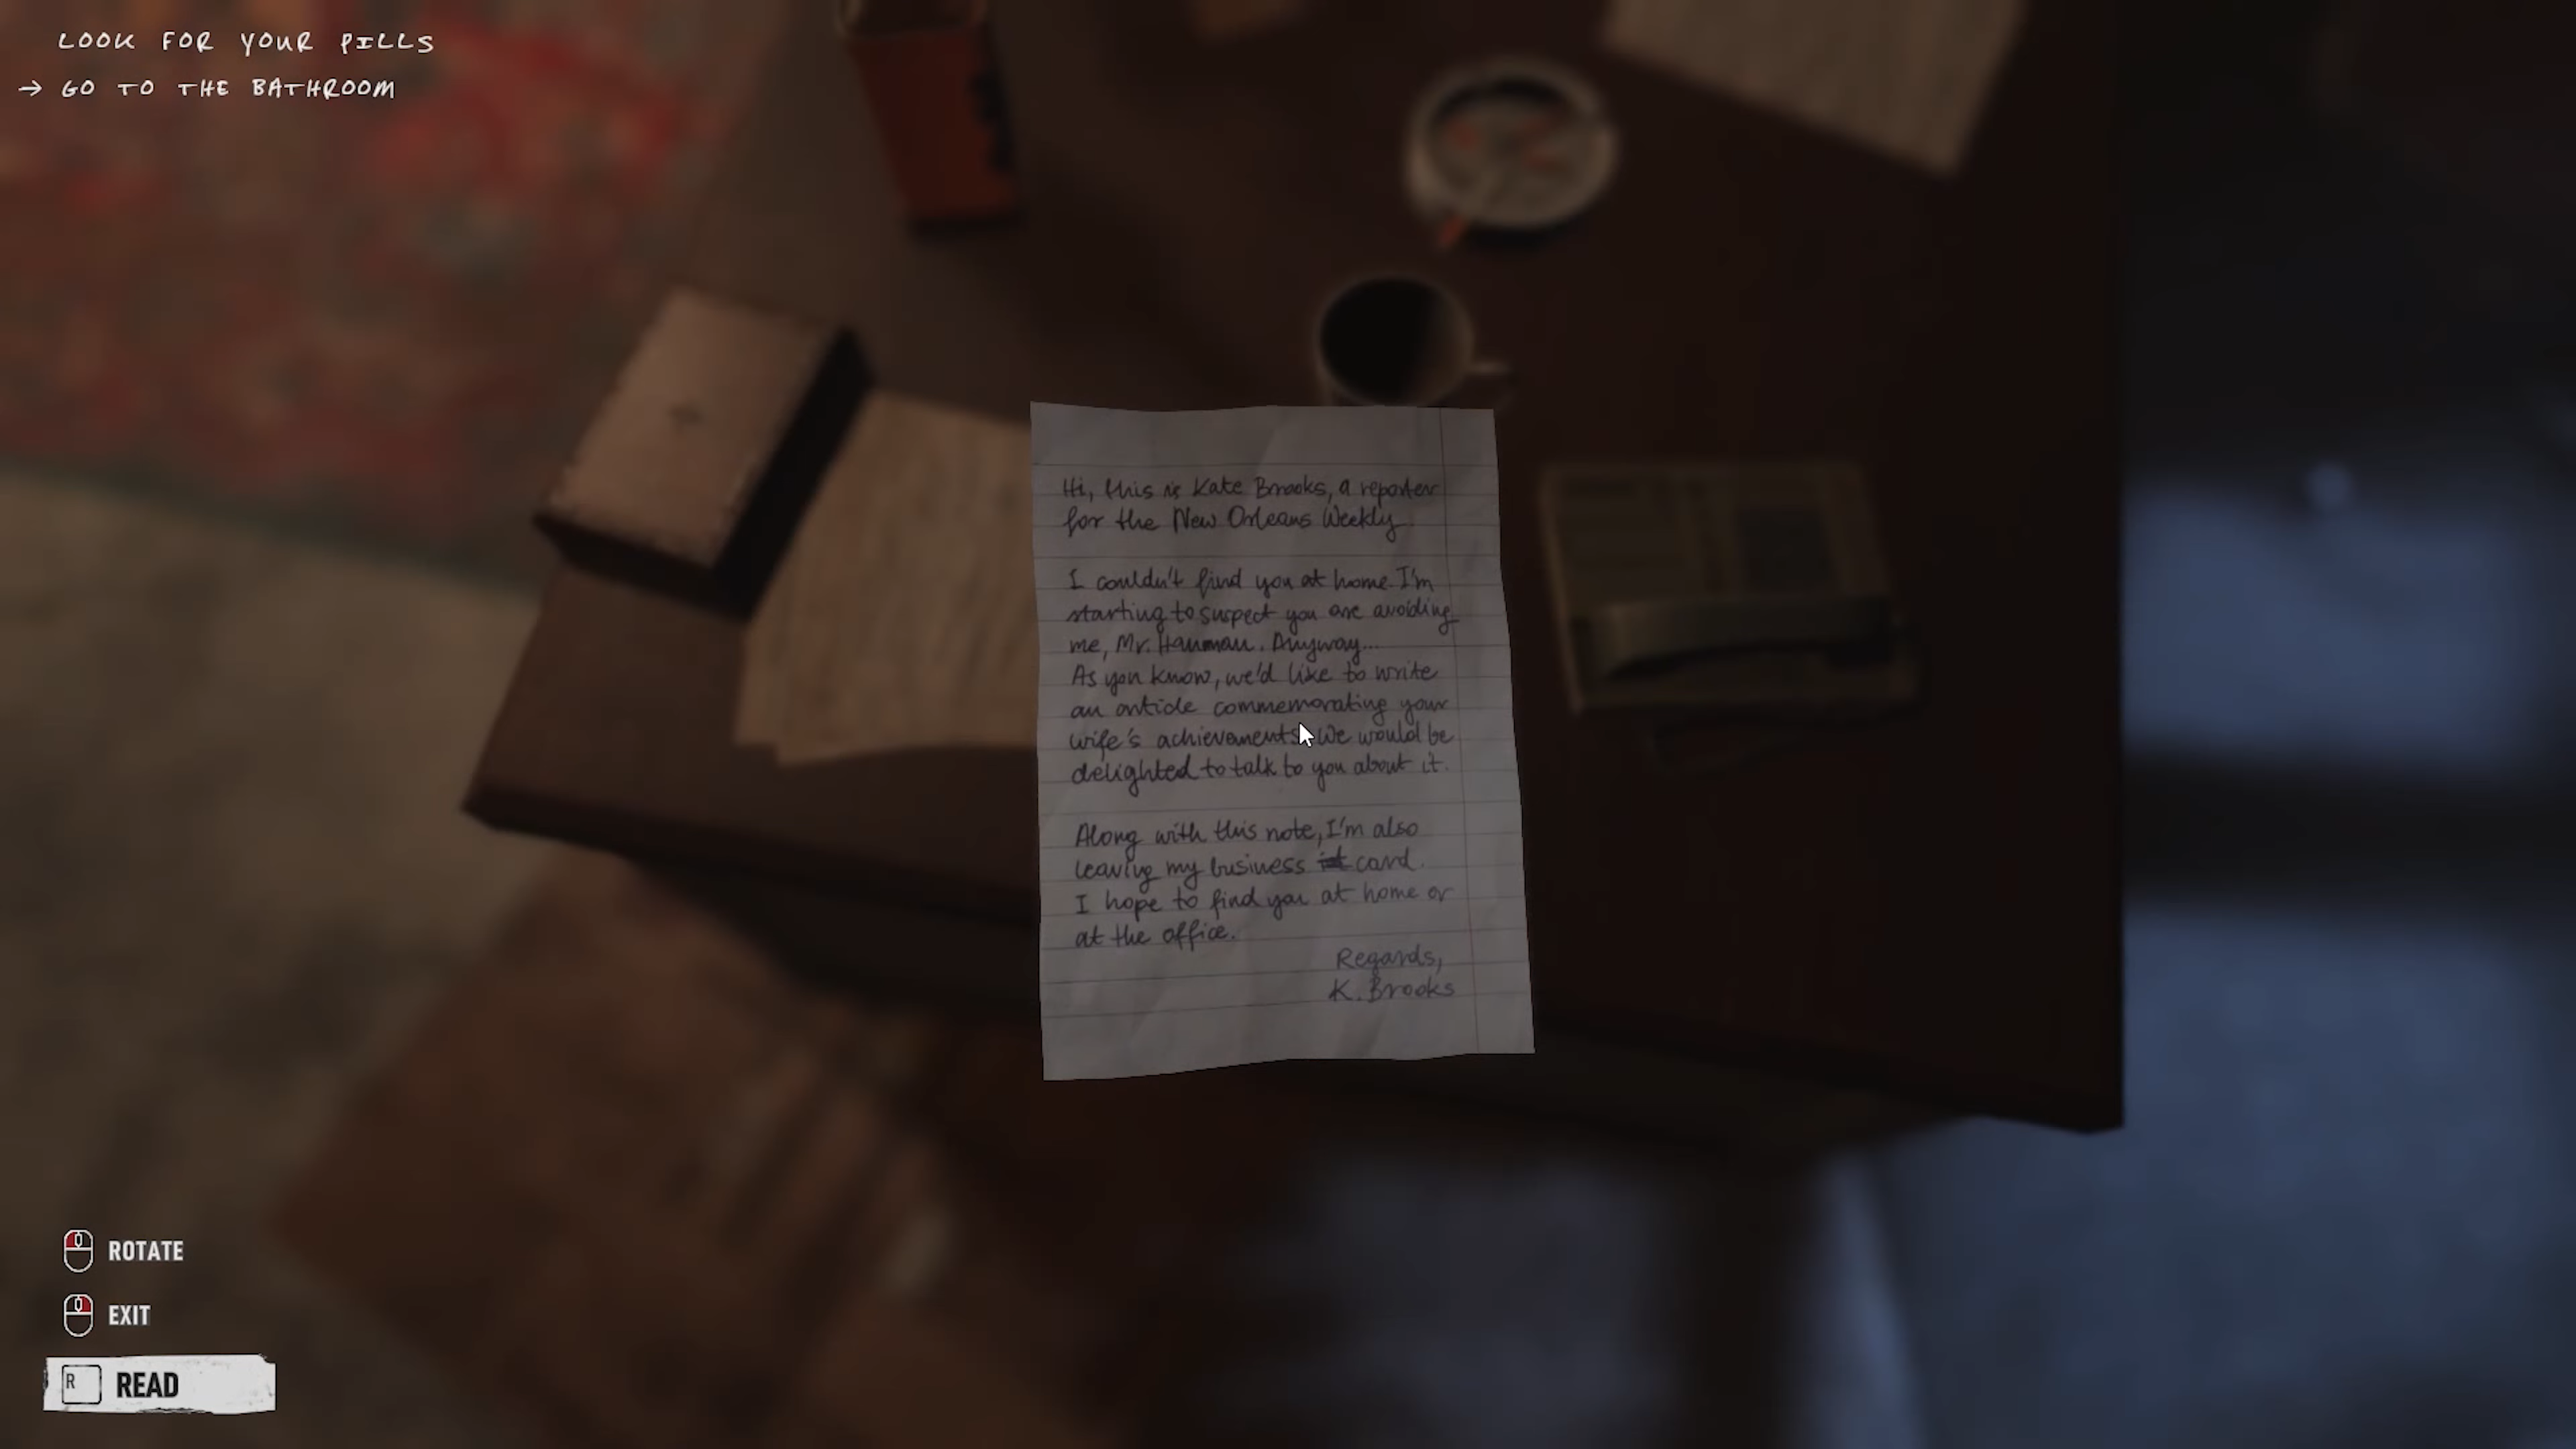 LOOK FOR YOUR PILLS
→ GO TO THE BATHROOM
Hi, this is Kate Brooks, a reporter
for the New Orleans Weekly.
I couldn't find you at home. I'm
starting to suspect you are avoiding
me, Mr. Hauman. Anyway...
As you know, we'd like to write
an article commemorating your
wife's achievements. We would be
delighted to talk to you about it.
Along with this note, I'm also
leaving my business card.
I hope to find you at home or
at the office.
Regards,
K. Brooks
ROTATE
EXIT
R READ